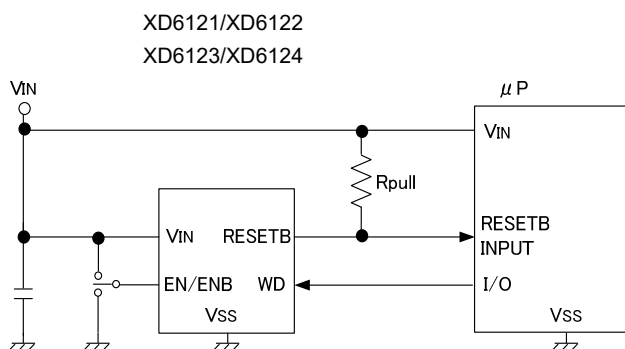 XD6121/XD6122
XD6123/XD6124
VIN
μP
VIN
Rpull
VIN
RESETB
RESETB
INPUT
EN/ENB
WD
I/O
VSS
VSS